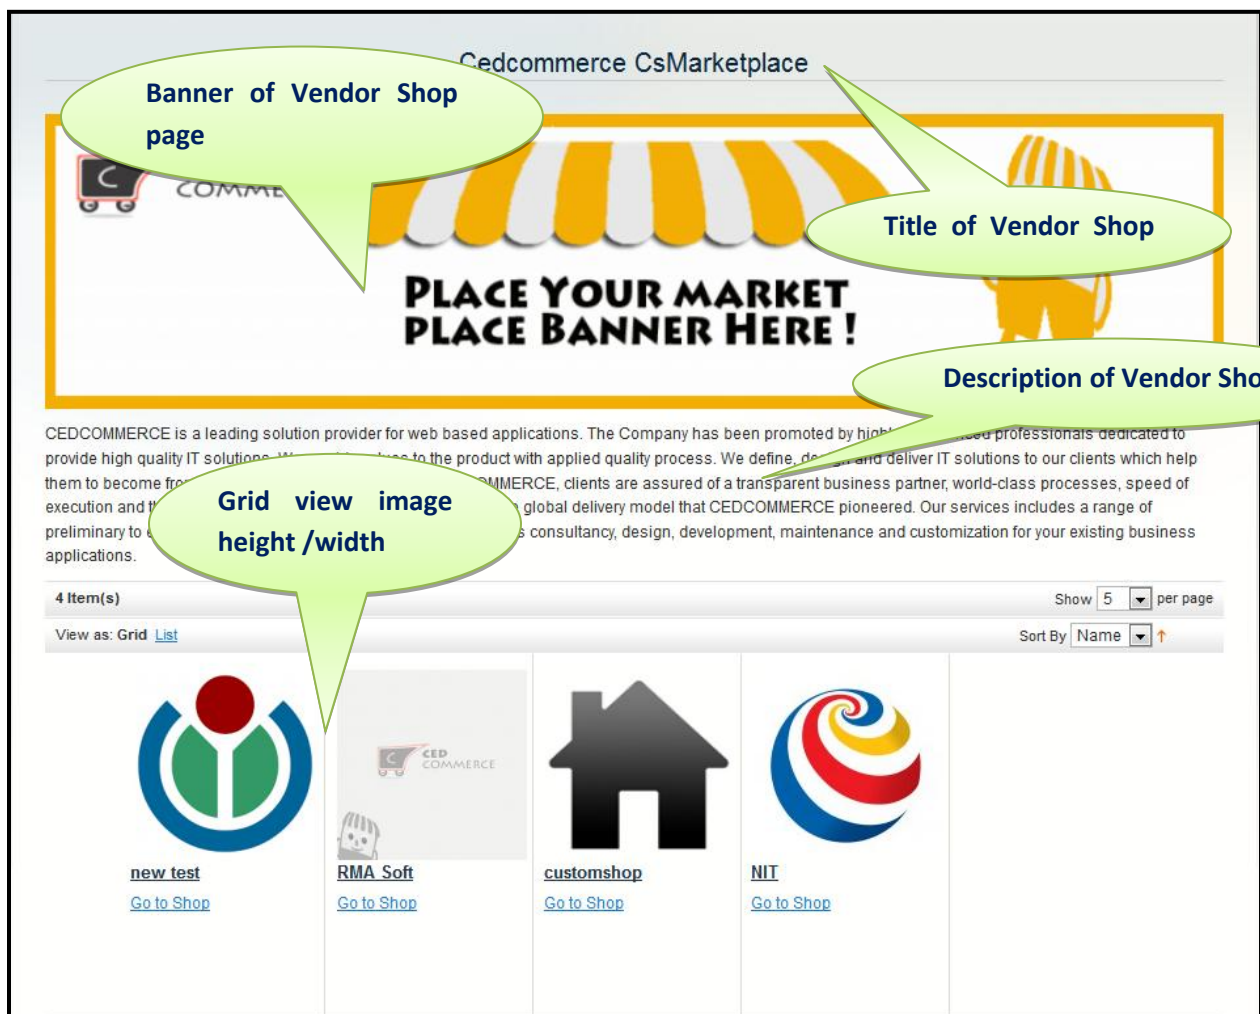 Cedcommerce CsMarketplace
Banner of Vendor Shop
page
Title of Vendor Shop
C
COMME
PLACE YOUR MARKET
PLACE BANNER HERE !
Description of Vendor Sho
CEDCOMMERCE is a leading solution provider for web based applications. The Company has been promoted by professionals dedicated to
provide high quality IT solutions. to the product with applied quality process. We define, design and deliver IT solutions to our clients which help
them to become OMMERCE, clients are assured of a transparent business partner, world-class processes, speed of
execution and global delivery model that CEDCOMMERCE pioneered. Our services includes a range of
preliminary to consultancy, design, development, maintenance and customization for your existing business
applications.
Grid view image
height /width
4 Item(s) Show 5 per page
View as: Grid List Sort By Name
C CED
COMMERCE
new test RMA Soft customshop NIT
Go to Shop Go to Shop Go to Shop Go to Shop